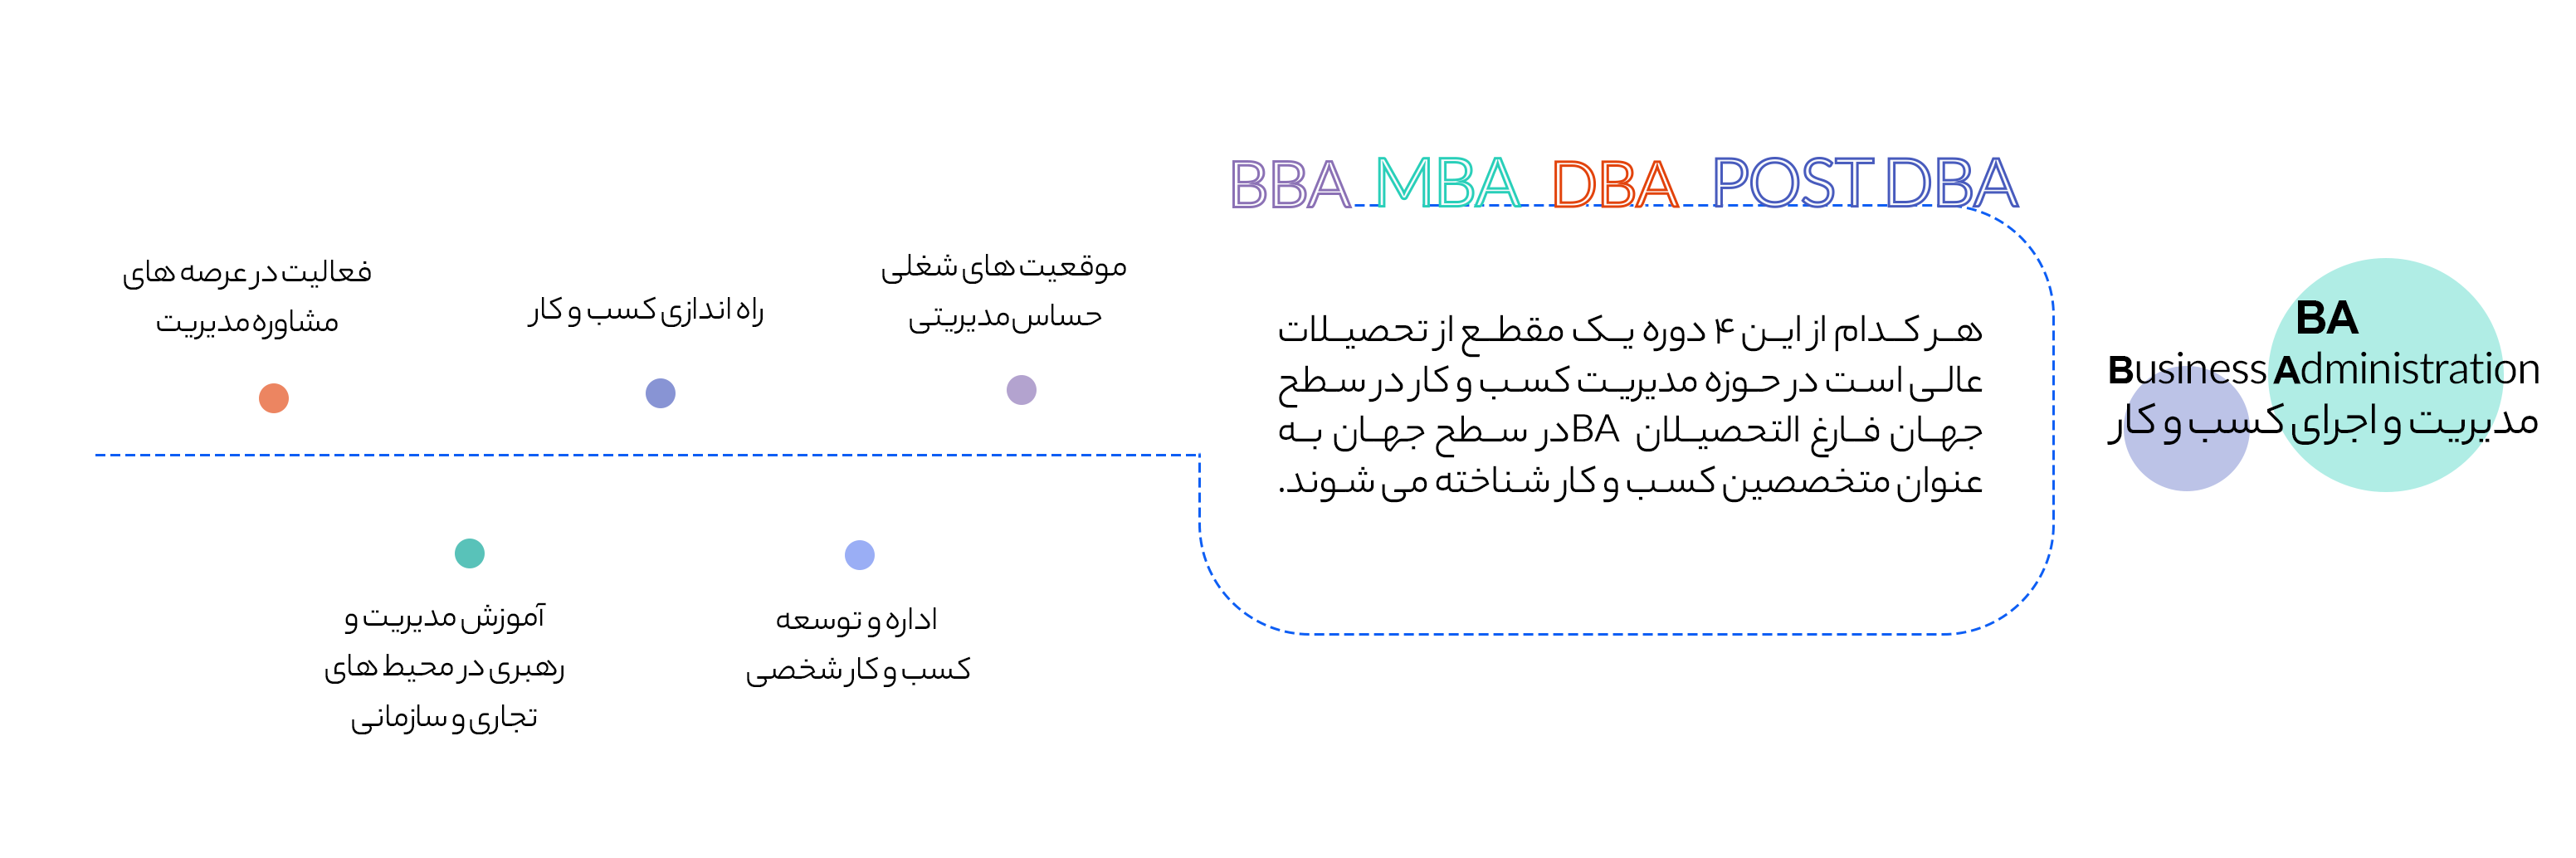 BA
Business Administration
مدیریت و اجرای کسب و کار
BBA MBA DBA POST DBA
هر کدام از این ۴ دوره یک مقطع از تحصیلات
عالی است در حوزه مدیریت کسب و کار در سطح
جهان فارغ التحصیلان BAدر سطح جهان به
عنوان متخصصین کسب و کار شناخته می شوند.
موقعیت های شغلی
حساس مدیریتی
اداره و توسعه
کسب و کار شخصی
راه اندازی کسب و کار
آموزش مدیریت و
رهبری در محیط های
تجاری و سازمانی
فعالیت در عرصه های
مشاوره مدیریت